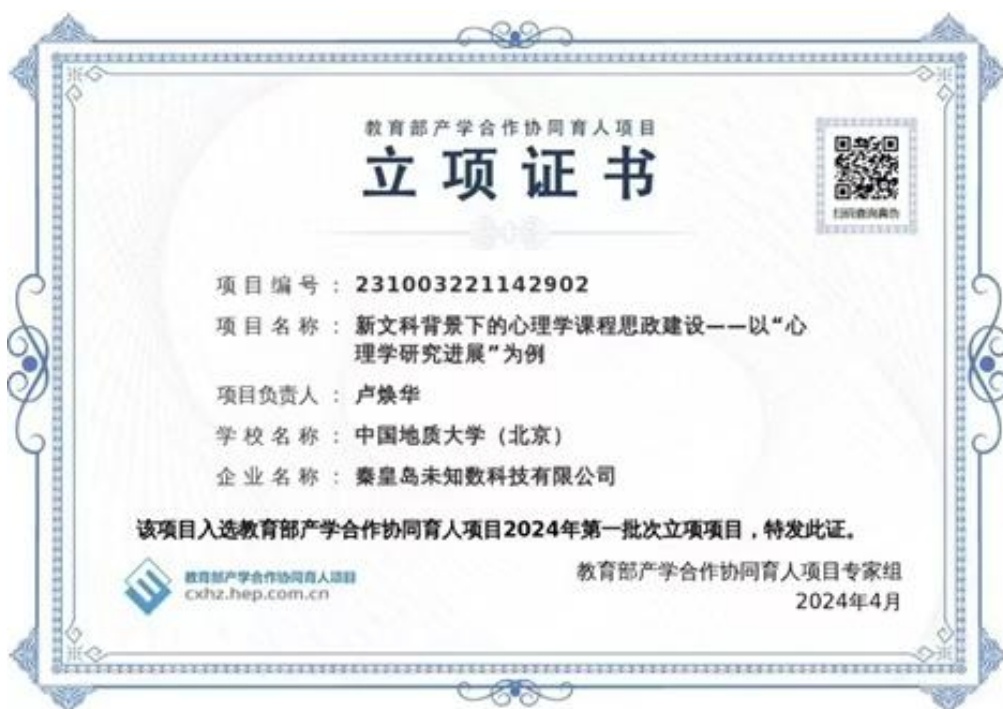 教育部产学合作协同育人项目
立项证书
扫码查询真伪
项目编号：231003221142902
项目名称：新文科背景下的心理学课程思政建设——以“心
理学研究进展”为例
项目负责人：卢焕华
学校名称：中国地质大学（北京）
企业名称：秦皇岛未知数科技有限公司
该项目入选教育部产学合作协同育人项目2024年第一批次立项项目，特发此证。
教育部产学合作协同育人项目
cxhz.hep.com.cn
教育部产学合作协同育人项目专家组
2024年4月